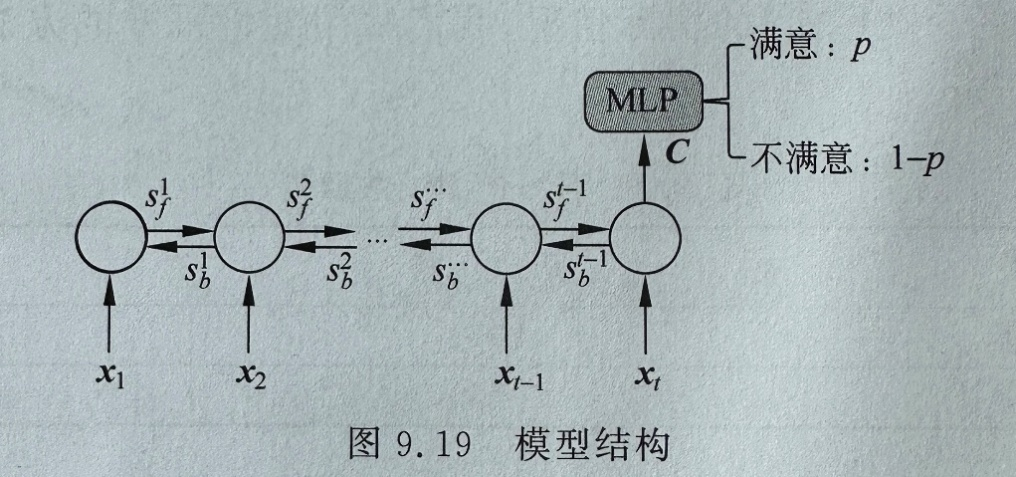 满意：p
MLP
C
不满意：1−p
s_f^1 s_f^2 s_f^… s_f^{t−1}
… 
s_b^1 s_b^2 s_b^… s_b^{t−1}
x_1 x_2 x_{t−1} x_t
图 9.19 模型结构